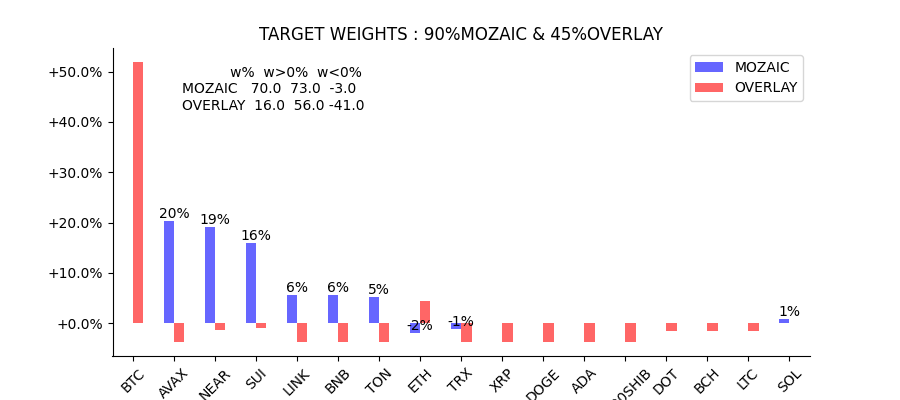 TARGET WEIGHTS : 90%MOZAIC & 45%OVERLAY
w% w>0% w<0%
MOZAIC 70.0 73.0 -3.0
OVERLAY 16.0 56.0 -41.0
MOZAIC
OVERLAY
+50.0%
+40.0%
+30.0%
+20.0%
+10.0%
+0.0%
20%
19%
16%
6%
6%
5%
-2%
-1%
1%
BTC
AVAX
NEAR
SUI
LINK
BNB
TON
ETH
TRX
XRP
DOGE
ADA
0SHIB
DOT
BCH
LTC
SOL